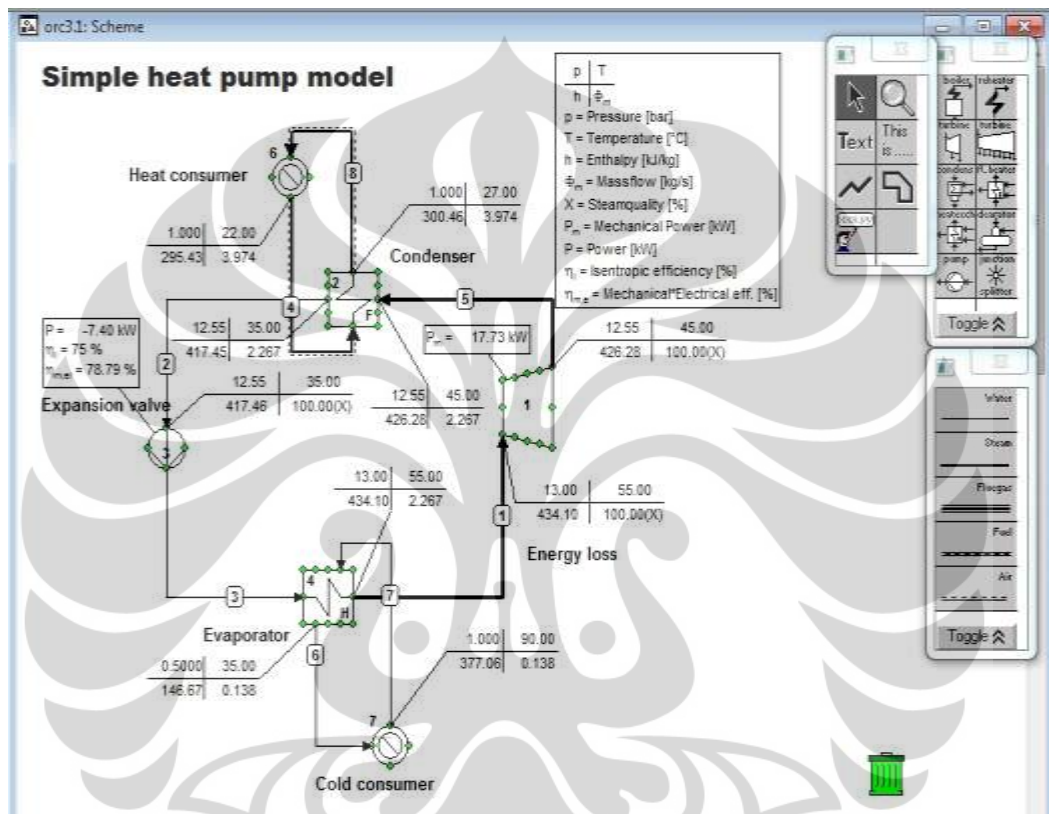 orc3.1: Scheme
Simple heat pump model
p T
h Φm
p = Pressure [bar]
T = Temperature [°C]
h = Enthalpy [kJ/kg]
Φm = Massflow [kg/s]
X = Steamquality [%]
Pm = Mechanical Power [kW]
P = Power [kW]
ηi = Isentropic efficiency [%]
ηm,e = Mechanical*Electrical eff. [%]
6
Heat consumer
8
1.000 27.00
300.46 3.974
1.000 22.00
295.43 3.974
Condenser
2
F
4
5
P = -7.40 kW
ηi = 75 %
ηm,e = 78.79 %
12.55 35.00
417.45 2.267
Pm = 17.73 kW
12.55 45.00
426.28 100.00(X)
2
12.55 35.00
417.46 100.00(X)
12.55 45.00
426.28 2.267
Expansion valve
3
1
13.00 55.00
434.10 2.267
13.00 55.00
434.10 100.00(X)
1
Energy loss
4
H
3
7
Evaporator
6
0.5000 35.00
146.67 0.138
1.000 90.00
377.06 0.138
7
Cold consumer
Text
This
is .....
boiler reheater
turbine turbine
pump junction
splitter
Toggle
Water
Steam
Fluegas
Fuel
Air
Toggle